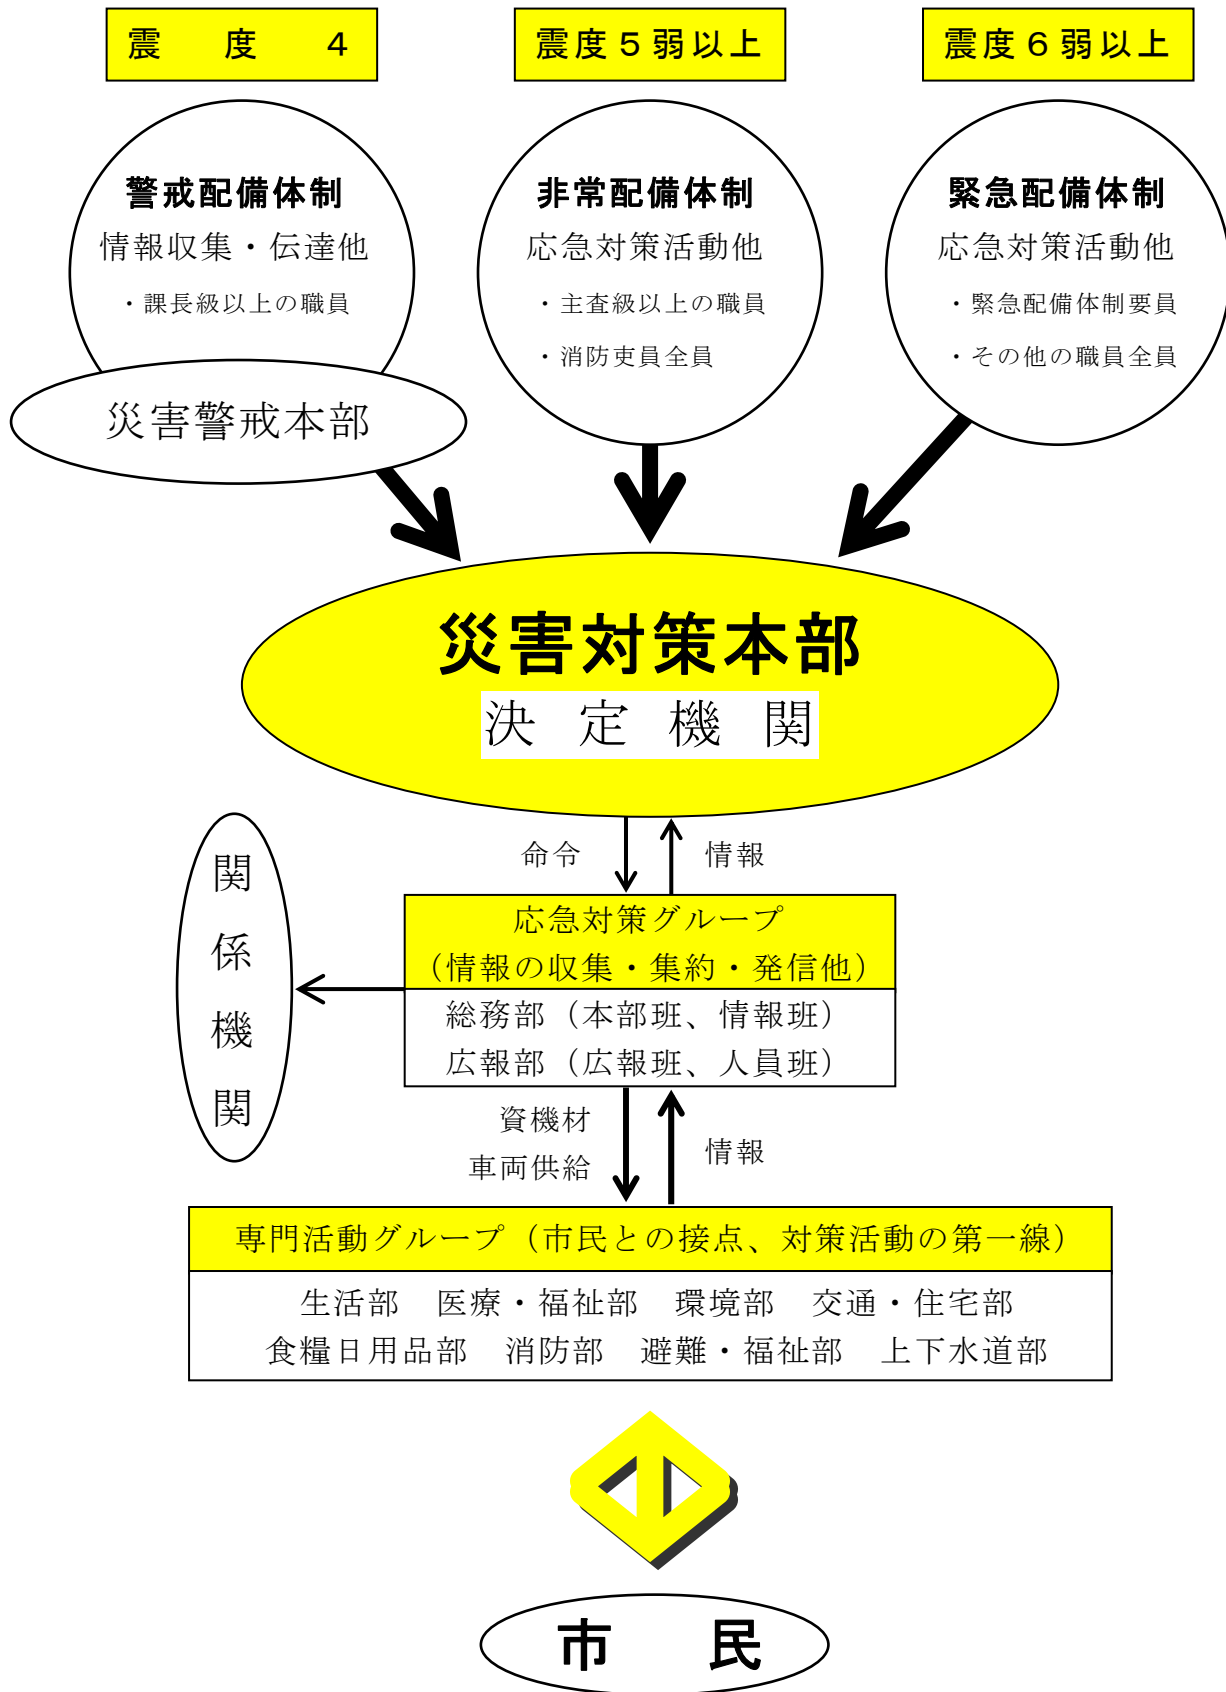 震　度　４
震度５弱以上
震度６弱以上
警戒配備体制
情報収集・伝達他
・課長級以上の職員
災害警戒本部
非常配備体制
応急対策活動他
・主査級以上の職員
・消防吏員全員
緊急配備体制
応急対策活動他
・緊急配備体制要員
・その他の職員全員
災害対策本部
決定機関
命令
情報
関係機関
応急対策グループ
（情報の収集・集約・発信他）
総務部（本部班、情報班）
広報部（広報班、人員班）
資機材
車両供給
情報
専門活動グループ（市民との接点、対策活動の第一線）
生活部　医療・福祉部　環境部　交通・住宅部
食糧日用品部　消防部　避難・福祉部　上下水道部
市　民